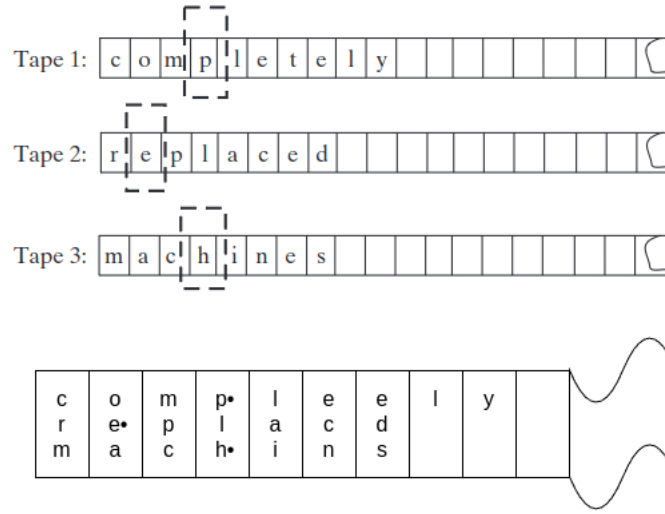 Tape 1: c o m p l e t e l y
Tape 2: r e p l a c e d
Tape 3: m a c h i n e s
c o m p• l e e l y
r e• p l a c d
m a c h• i n s